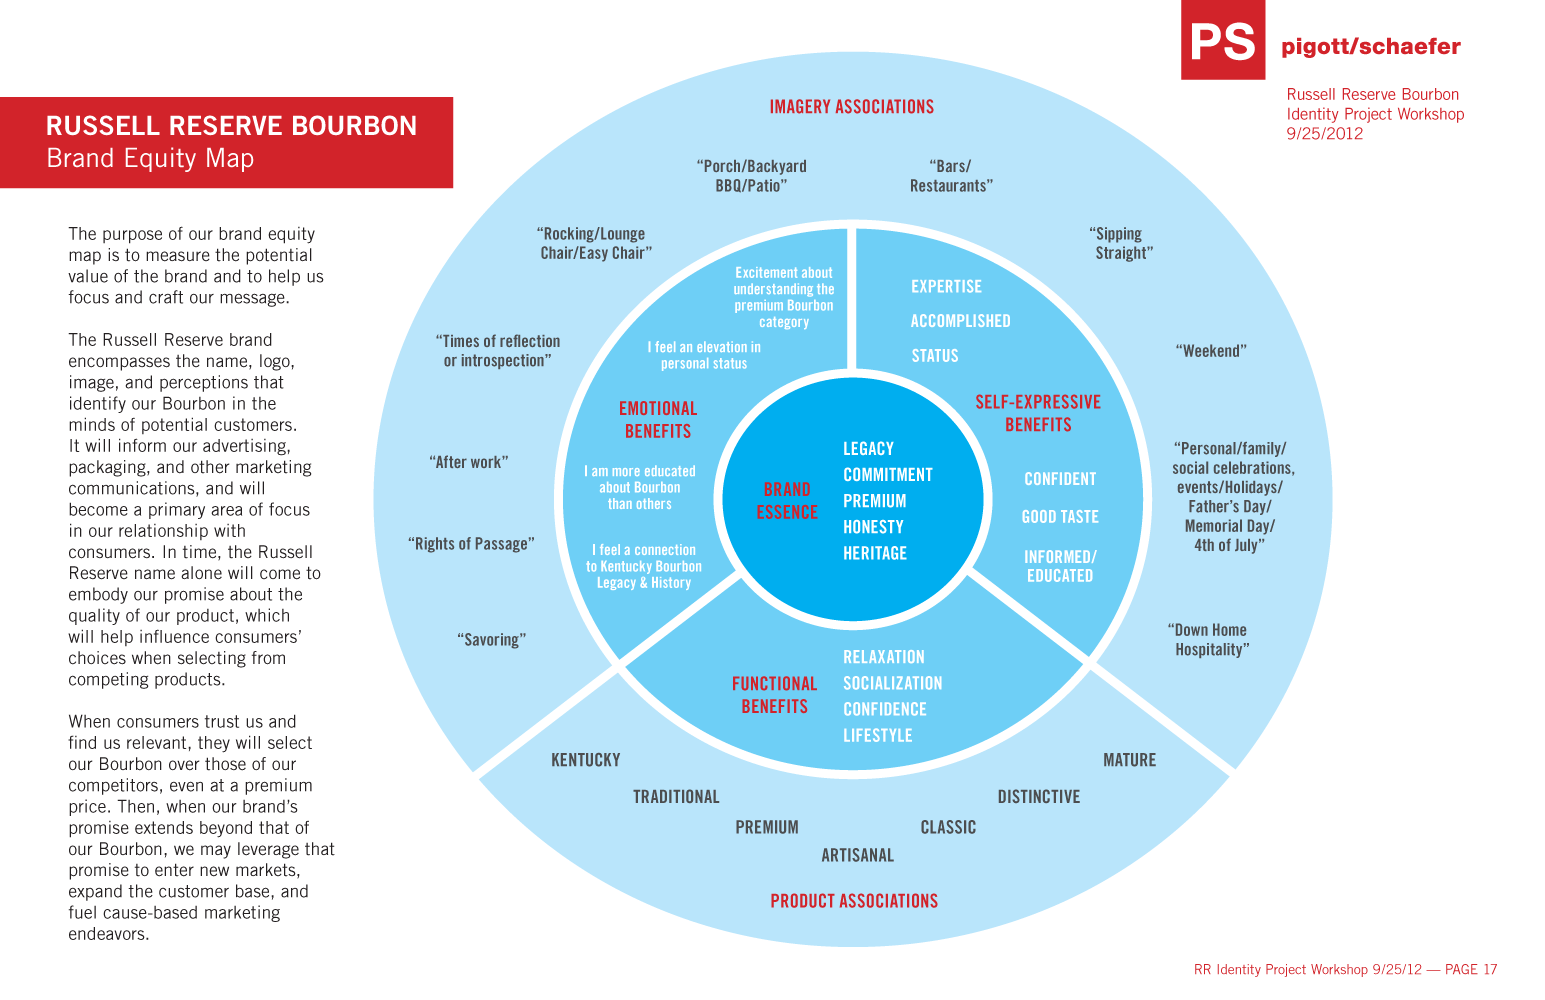 PS
pigott/schaefer
Russell Reserve Bourbon
Identity Project Workshop
9/25/2012
RUSSELL RESERVE BOURBON
Brand Equity Map
The purpose of our brand equity
map is to measure the potential
value of the brand and to help us
focus and craft our message.
The Russell Reserve brand
encompasses the name, logo,
image, and perceptions that
identify our Bourbon in the
minds of potential customers.
It will inform our advertising,
packaging, and other marketing
communications, and will
become a primary area of focus
in our relationship with
consumers. In time, the Russell
Reserve name alone will come to
embody our promise about the
quality of our product, which
will help influence consumers’
choices when selecting from
competing products.
When consumers trust us and
find us relevant, they will select
our Bourbon over those of our
competitors, even at a premium
price. Then, when our brand’s
promise extends beyond that of
our Bourbon, we may leverage that
promise to enter new markets,
expand the customer base, and
fuel cause-based marketing
endeavors.
IMAGERY ASSOCIATIONS
“Porch/Backyard
BBQ/Patio”
“Bars/
Restaurants”
“Rocking/Lounge
Chair/Easy Chair”
“Sipping
Straight”
“Times of reflection
or introspection”
“Weekend”
“After work”
“Personal/family/
social celebrations,
events/Holidays/
Father’s Day/
Memorial Day/
4th of July”
“Rights of Passage”
“Savoring”
“Down Home
Hospitality”
Excitement about
understanding the
premium Bourbon
category
I feel an elevation in
personal status
EMOTIONAL
BENEFITS
I am more educated
about Bourbon
than others
I feel a connection
to Kentucky Bourbon
Legacy & History
EXPERTISE
ACCOMPLISHED
STATUS
SELF-EXPRESSIVE
BENEFITS
CONFIDENT
GOOD TASTE
INFORMED/
EDUCATED
BRAND
ESSENCE
LEGACY
COMMITMENT
PREMIUM
HONESTY
HERITAGE
FUNCTIONAL
BENEFITS
RELAXATION
SOCIALIZATION
CONFIDENCE
LIFESTYLE
KENTUCKY
TRADITIONAL
PREMIUM
ARTISANAL
CLASSIC
DISTINCTIVE
MATURE
PRODUCT ASSOCIATIONS
RR Identity Project Workshop 9/25/12 — PAGE 17